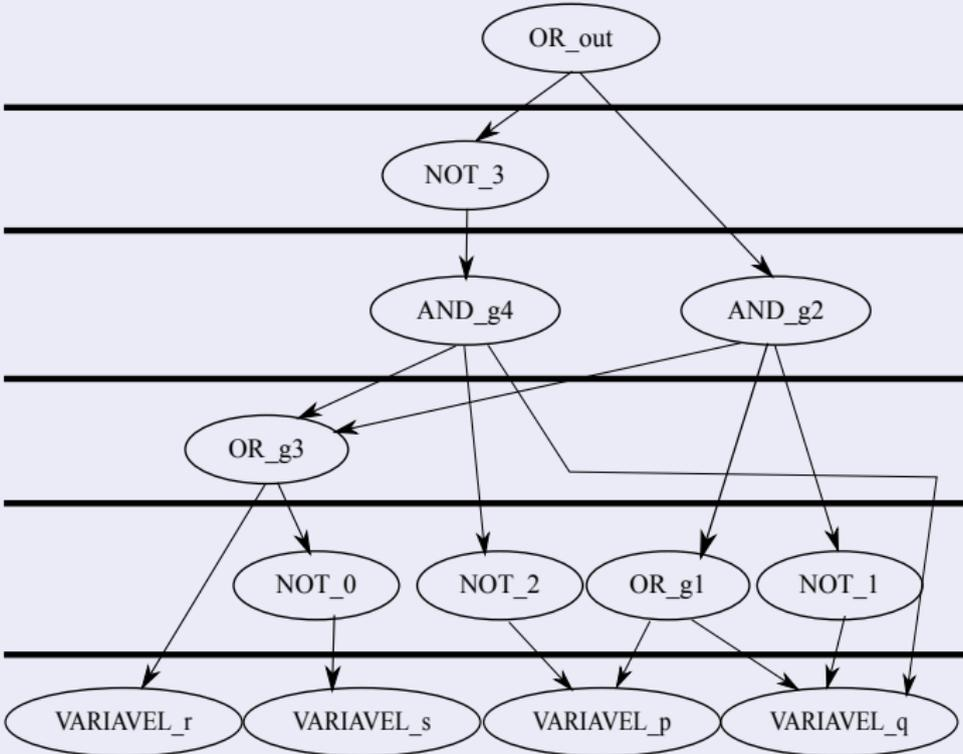 OR_out
NOT_3
AND_g4
AND_g2
OR_g3
NOT_0
NOT_2
OR_g1
NOT_1
VARIAVEL_r
VARIAVEL_s
VARIAVEL_p
VARIAVEL_q